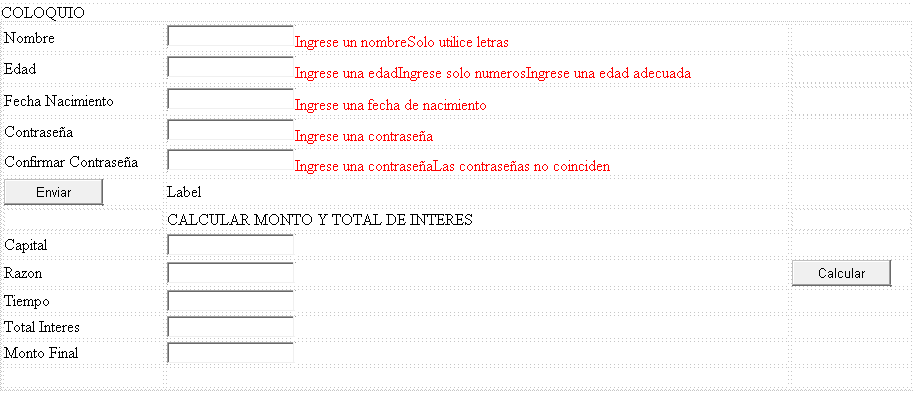 COLOQUIO
Nombre Ingrese un nombreSolo utilice letras
Edad Ingrese una edadIngrese solo numerosIngrese una edad adecuada
Fecha Nacimiento Ingrese una fecha de nacimiento
Contraseña Ingrese una contraseña
Confirmar Contraseña Ingrese una contraseñaLas contraseñas no coinciden
Enviar Label
CALCULAR MONTO Y TOTAL DE INTERES
Capital
Razon Calcular
Tiempo
Total Interes
Monto Final